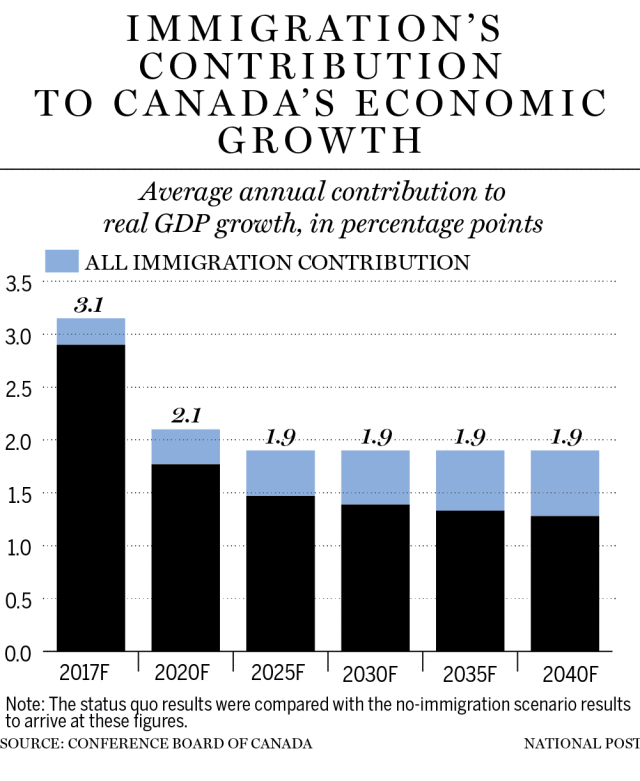 IMMIGRATION’S
CONTRIBUTION
TO CANADA’S ECONOMIC
GROWTH
Average annual contribution to
real GDP growth, in percentage points
ALL IMMIGRATION CONTRIBUTION
3.5
3.0
2.5
2.0
1.5
1.0
0.5
0.0
3.1
2.1
1.9
1.9
1.9
1.9
2017F
2020F
2025F
2030F
2035F
2040F
Note: The status quo results were compared with the no-immigration scenario results
to arrive at these figures.
SOURCE: CONFERENCE BOARD OF CANADA
NATIONAL POST